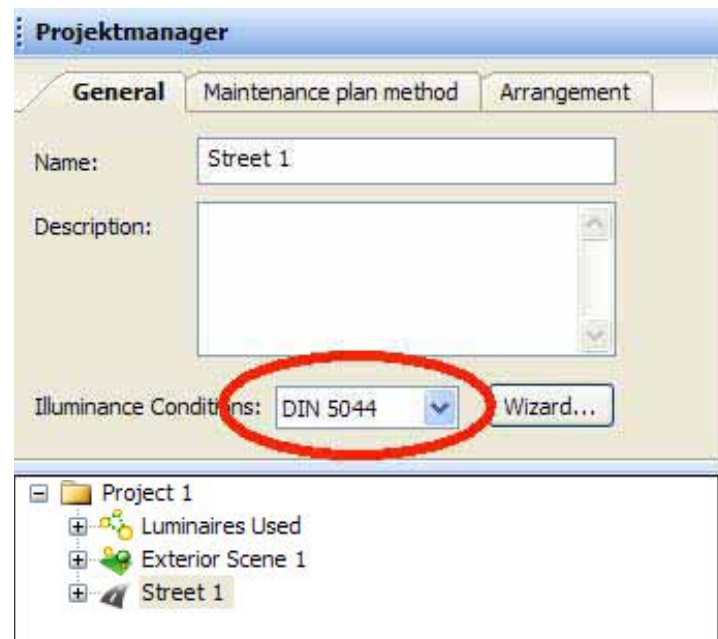 Projektmanager
General Maintenance plan method Arrangement
Name: Street 1
Description:
Illuminance Conditions: DIN 5044 Wizard...
Project 1
Luminaires Used
Exterior Scene 1
Street 1